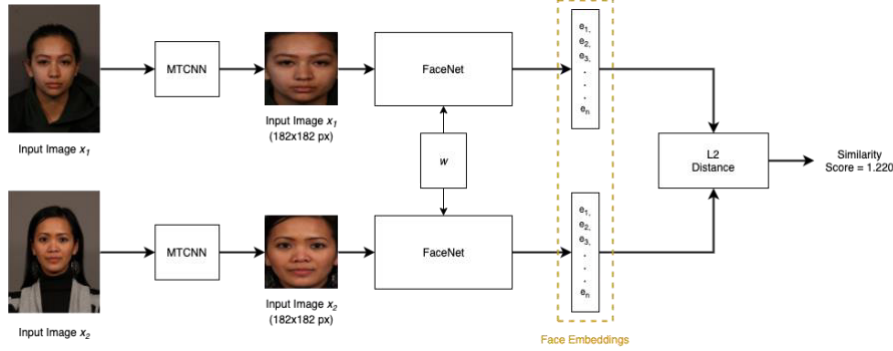 Input Image x1
MTCNN
Input Image x1
(182x182 px)
FaceNet
e1,
e2,
e3,
.
.
.
en
w
L2
Distance
Similarity
Score = 1.220
Input Image x2
MTCNN
Input Image x2
(182x182 px)
FaceNet
e1,
e2,
e3,
.
.
.
en
Face Embeddings